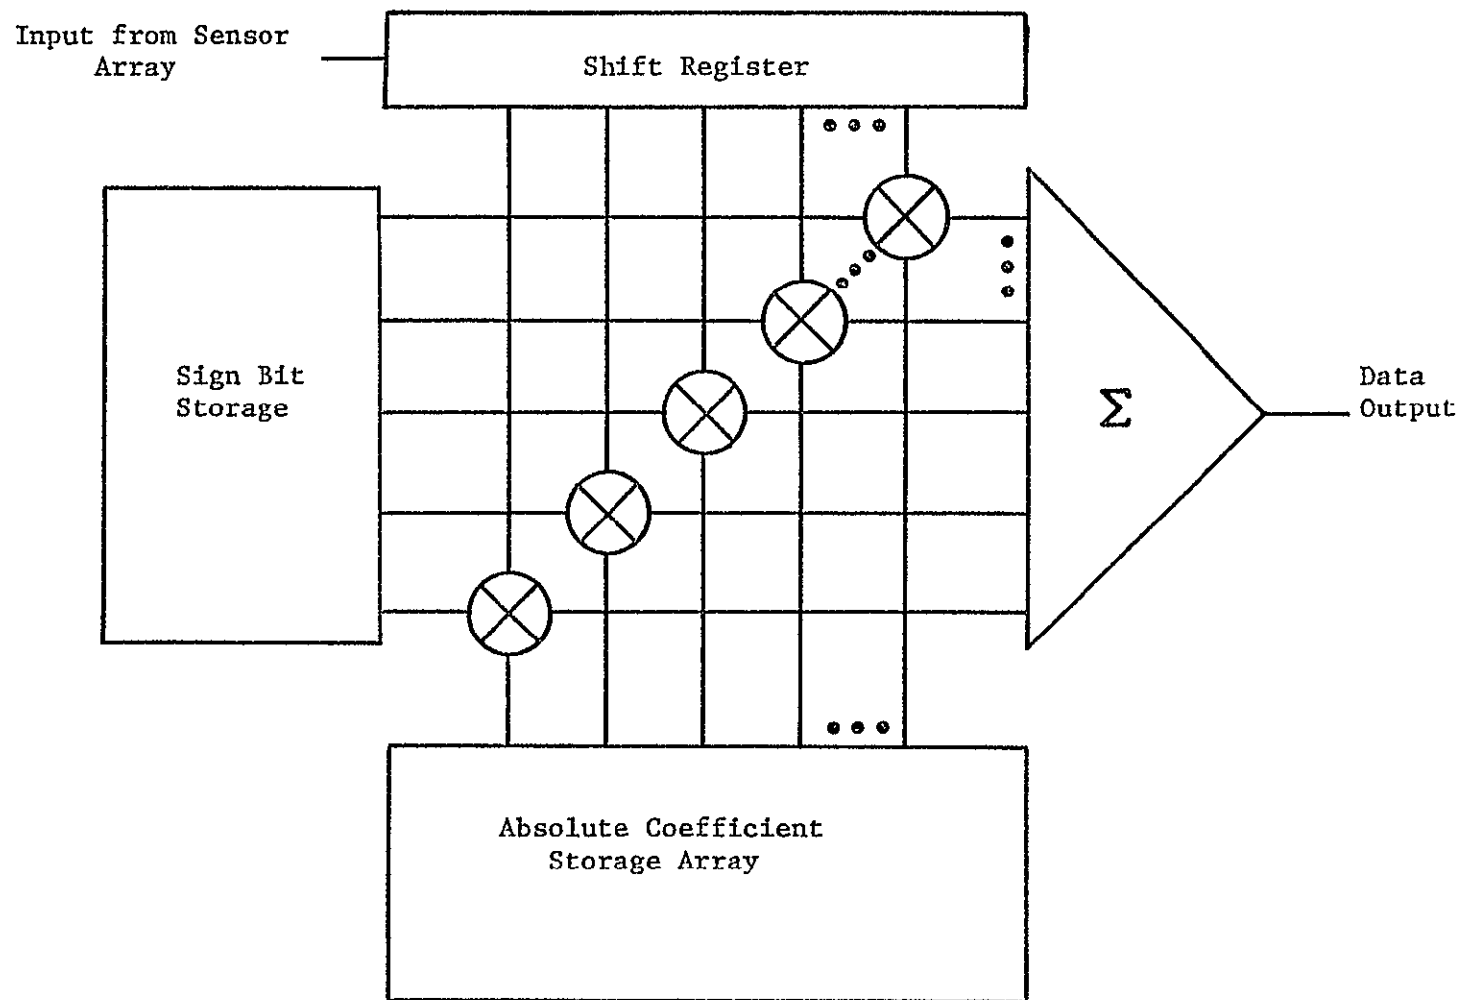 Input from Sensor
Array
Shift Register
Sign Bit
Storage
Σ
Data
Output
Absolute Coefficient
Storage Array